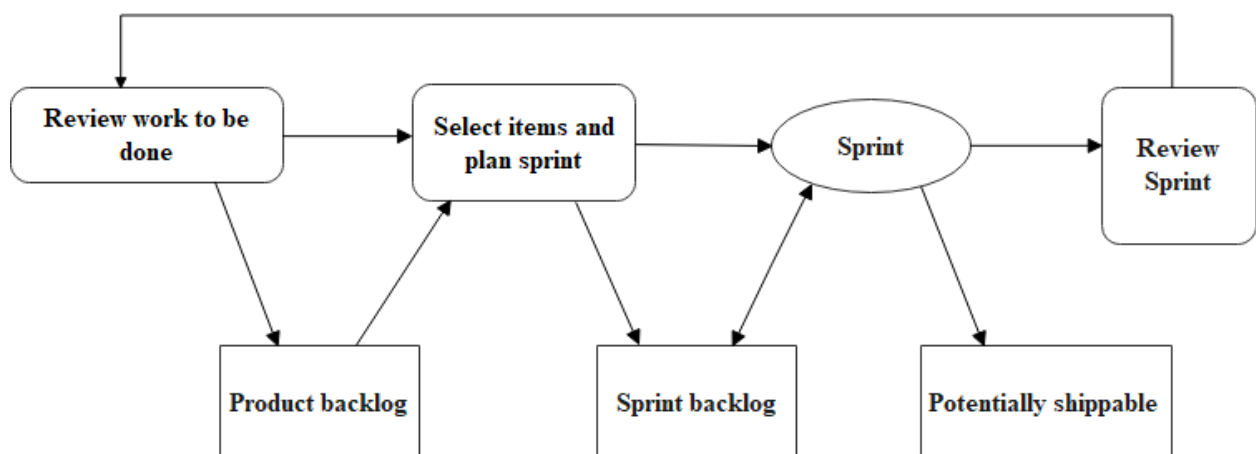 Review work to be
done
Select items and
plan sprint
Sprint
Review
Sprint
Product backlog
Sprint backlog
Potentially shippable